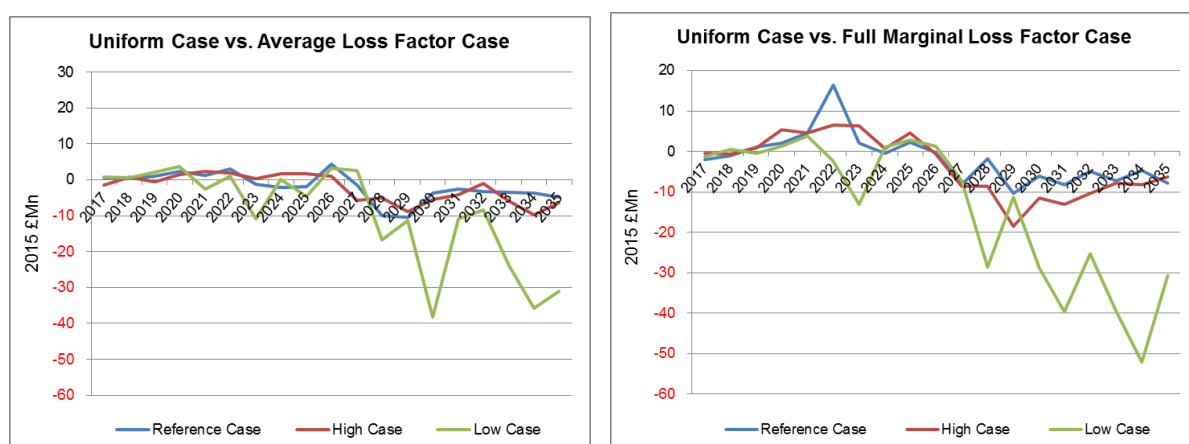 Uniform Case vs. Average Loss Factor Case
30
20
10
0
-10
-20
-30
-40
-50
-60
2015 £Mn
2017 2018 2019 2020 2021 2022 2023 2024 2025 2026 2027 2028 2029 2030 2031 2032 2033 2034 2035
Reference Case High Case Low Case
Uniform Case vs. Full Marginal Loss Factor Case
20
10
0
-10
-20
-30
-40
-50
-60
2015 £Mn
2017 2018 2019 2020 2021 2022 2023 2024 2025 2026 2027 2028 2029 2030 2031 2032 2033 2034 2035
Reference Case High Case Low Case